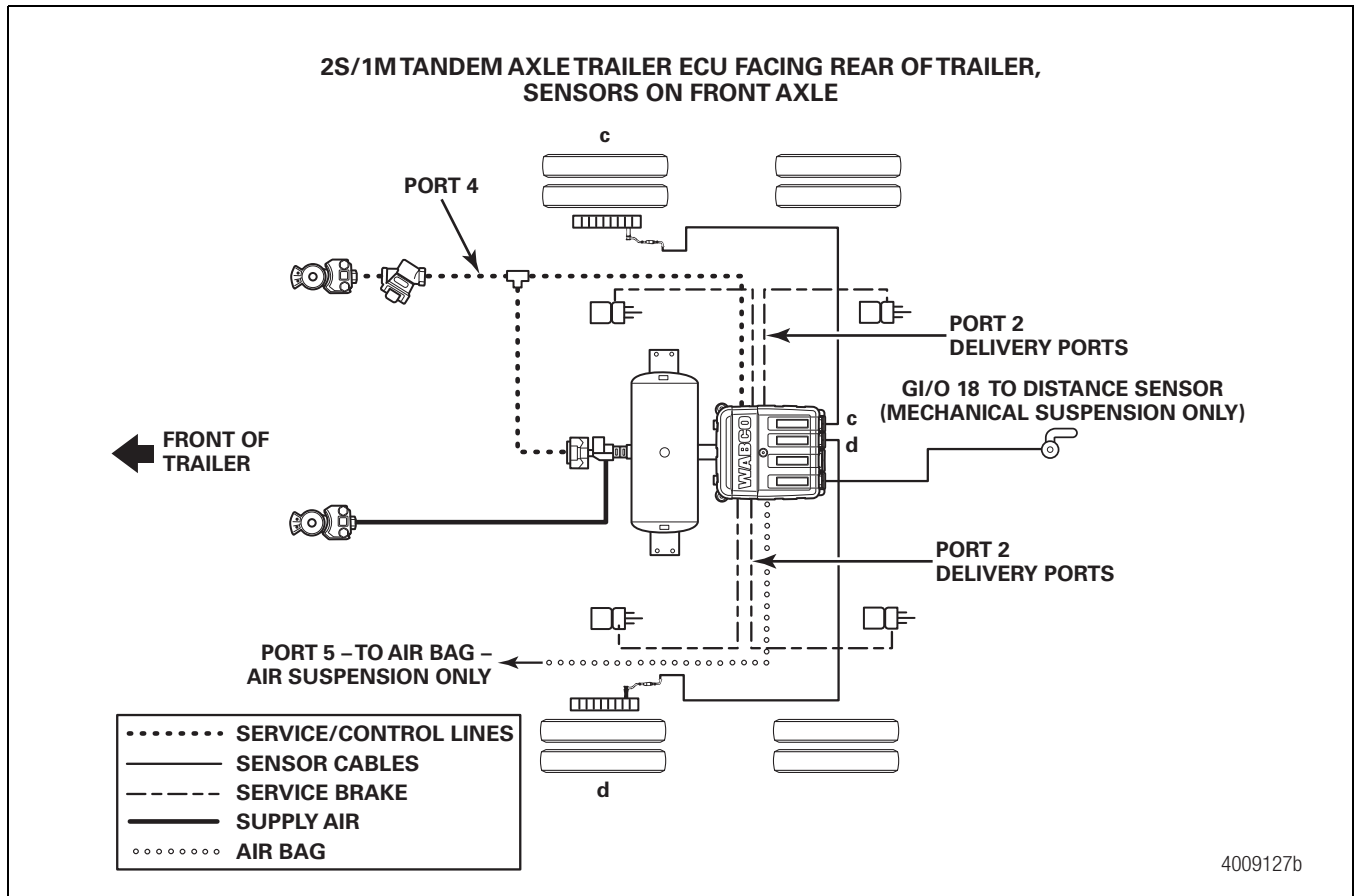 2S/1M TANDEM AXLE TRAILER ECU FACING REAR OF TRAILER,
SENSORS ON FRONT AXLE
c
PORT 4
PORT 2
DELIVERY PORTS
GI/O 18 TO DISTANCE SENSOR
(MECHANICAL SUSPENSION ONLY)
c
d
WABCO
FRONT OF
TRAILER
PORT 2
DELIVERY PORTS
PORT 5 – TO AIR BAG –
AIR SUSPENSION ONLY
SERVICE/CONTROL LINES
SENSOR CABLES
SERVICE BRAKE
SUPPLY AIR
AIR BAG
d
4009127b